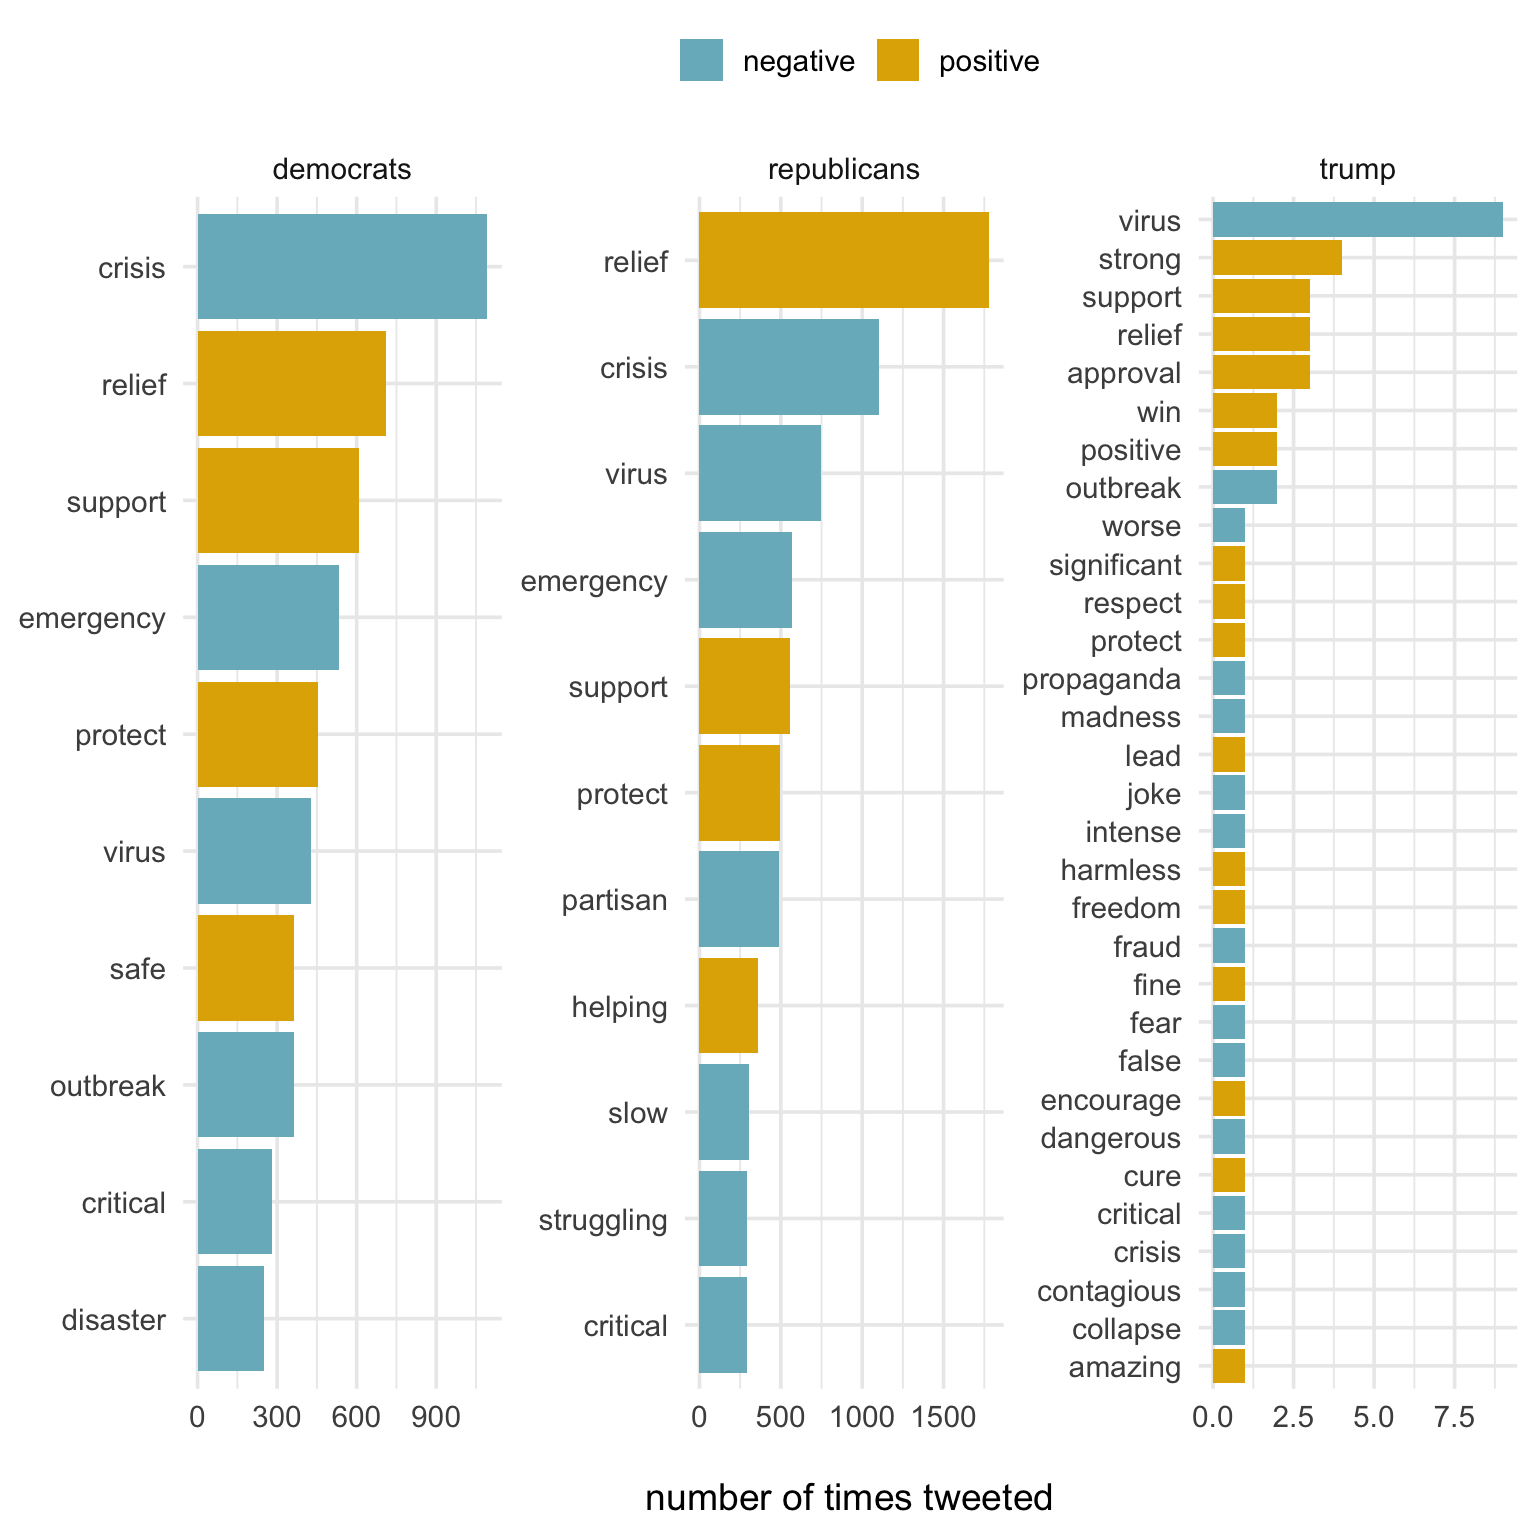 negative positive
democrats
crisis
relief
support
emergency
protect
virus
safe
outbreak
critical
disaster
0 300 600 900
republicans
relief
crisis
virus
emergency
support
protect
partisan
helping
slow
struggling
critical
0 500 1000 1500
trump
virus
strong
support
relief
approval
win
positive
outbreak
worse
significant
respect
protect
propaganda
madness
lead
joke
intense
harmless
freedom
fraud
fine
fear
false
encourage
dangerous
cure
critical
crisis
contagious
collapse
amazing
0.0 2.5 5.0 7.5
number of times tweeted